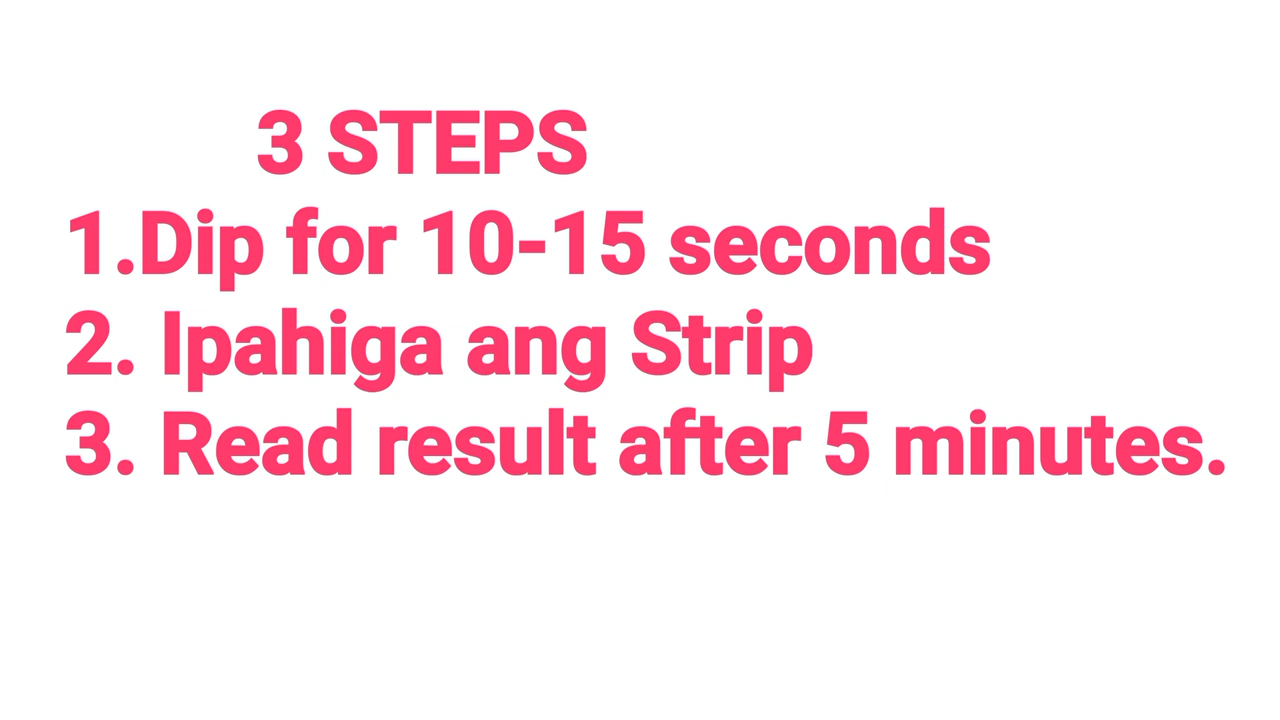 3 STEPS
1.Dip for 10-15 seconds
2. Ipahiga ang Strip
3. Read result after 5 minutes.